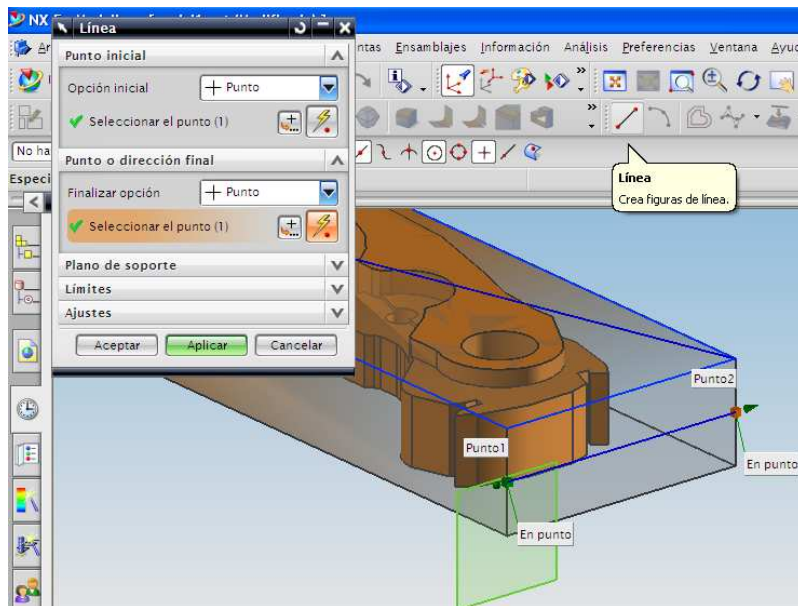 NX
Línea
ntas Ensamblajes Información Análisis Preferencias Ventana Ayuc
Punto inicial
Opción inicial
Punto
Seleccionar el punto (1)
No ha
Punto o dirección final
Línea
Crea figuras de línea.
Especi
Finalizar opción
Punto
Seleccionar el punto (1)
Plano de soporte
Límites
Ajustes
Aceptar Aplicar Cancelar
Punto2
Punto1
En punto
En punto